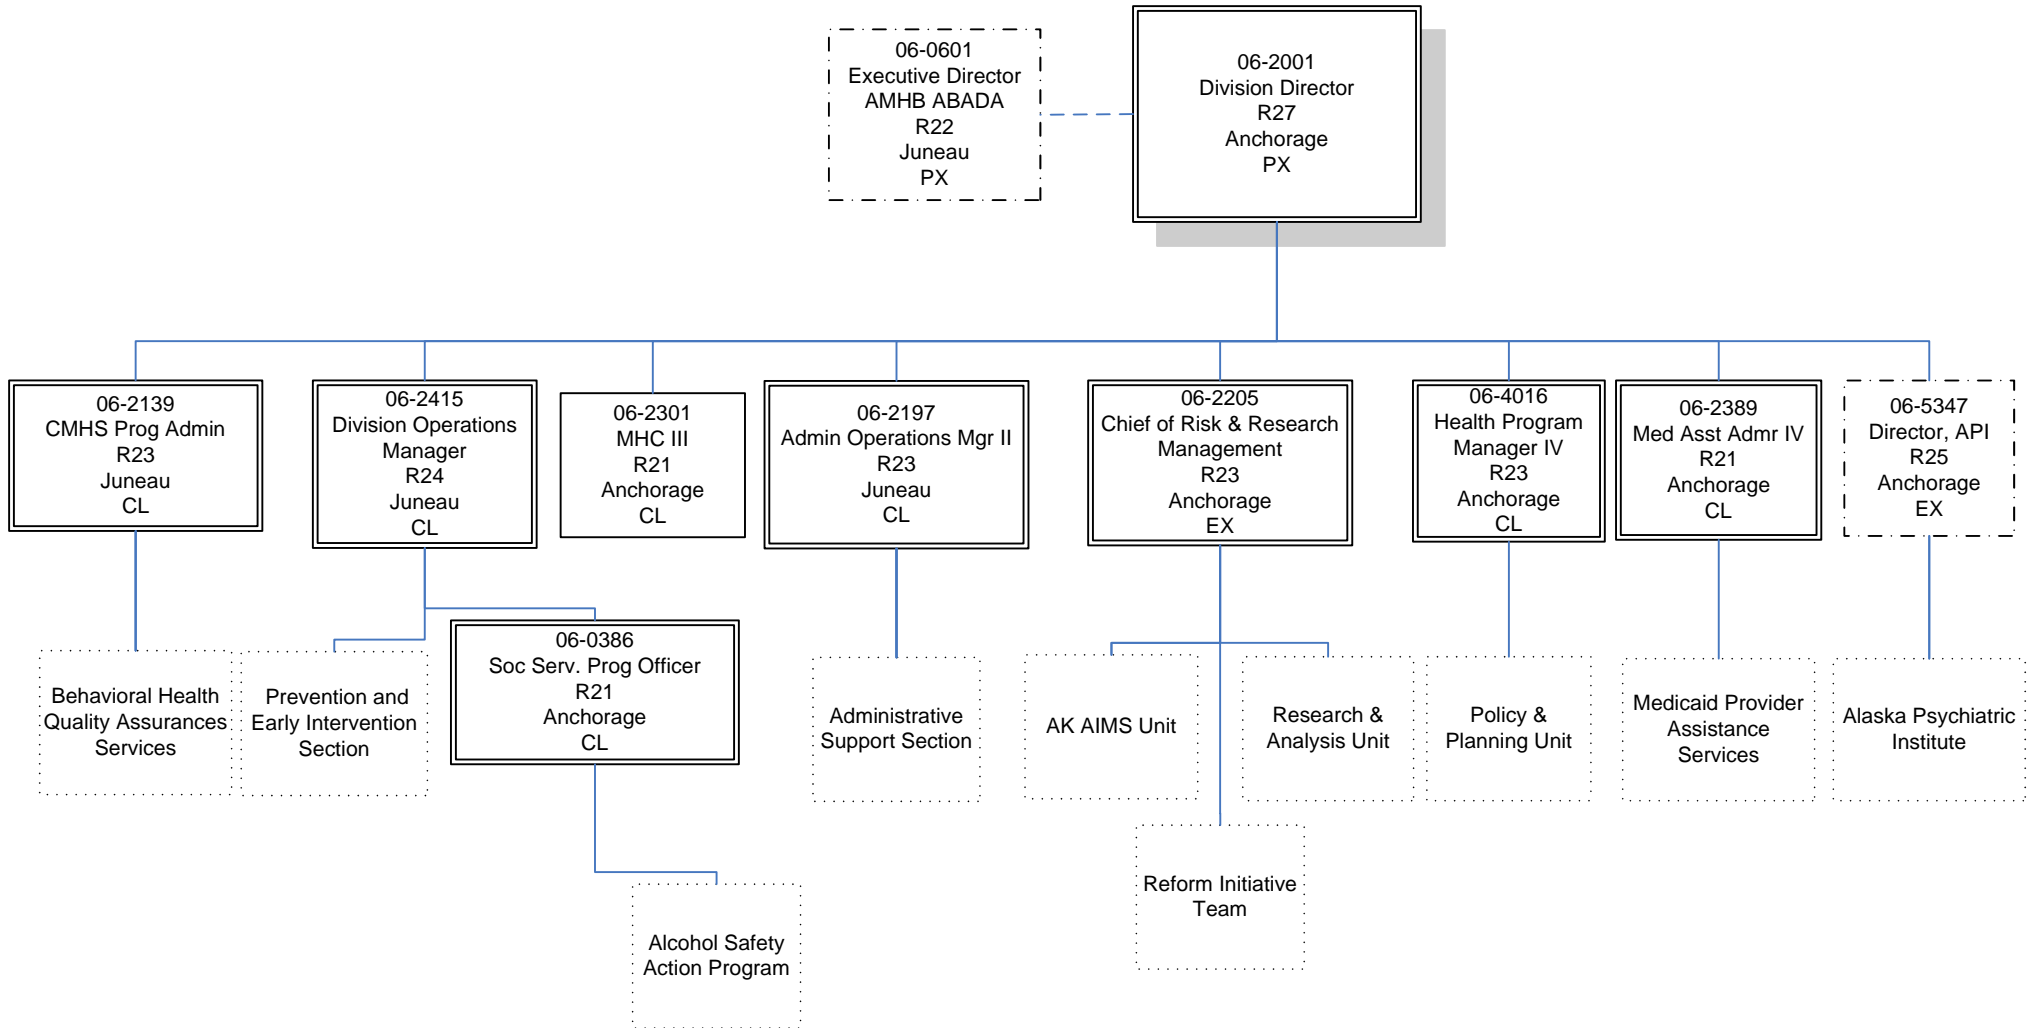 06-0601
Executive Director
AMHB ABADA
R22
Juneau
PX
06-2001
Division Director
R27
Anchorage
PX
06-2139
CMHS Prog Admin
R23
Juneau
CL
06-2415
Division Operations
Manager
R24
Juneau
CL
06-2301
MHC III
R21
Anchorage
CL
06-2197
Admin Operations Mgr II
R23
Juneau
CL
06-2205
Chief of Risk & Research
Management
R23
Anchorage
EX
06-4016
Health Program
Manager IV
R23
Anchorage
CL
06-2389
Med Asst Admr IV
R21
Anchorage
CL
06-5347
Director, API
R25
Anchorage
EX
Behavioral Health
Quality Assurances
Services
Prevention and
Early Intervention
Section
06-0386
Soc Serv. Prog Officer
R21
Anchorage
CL
Administrative
Support Section
AK AIMS Unit
Research &
Analysis Unit
Policy &
Planning Unit
Medicaid Provider
Assistance
Services
Alaska Psychiatric
Institute
Reform Initiative
Team
Alcohol Safety
Action Program